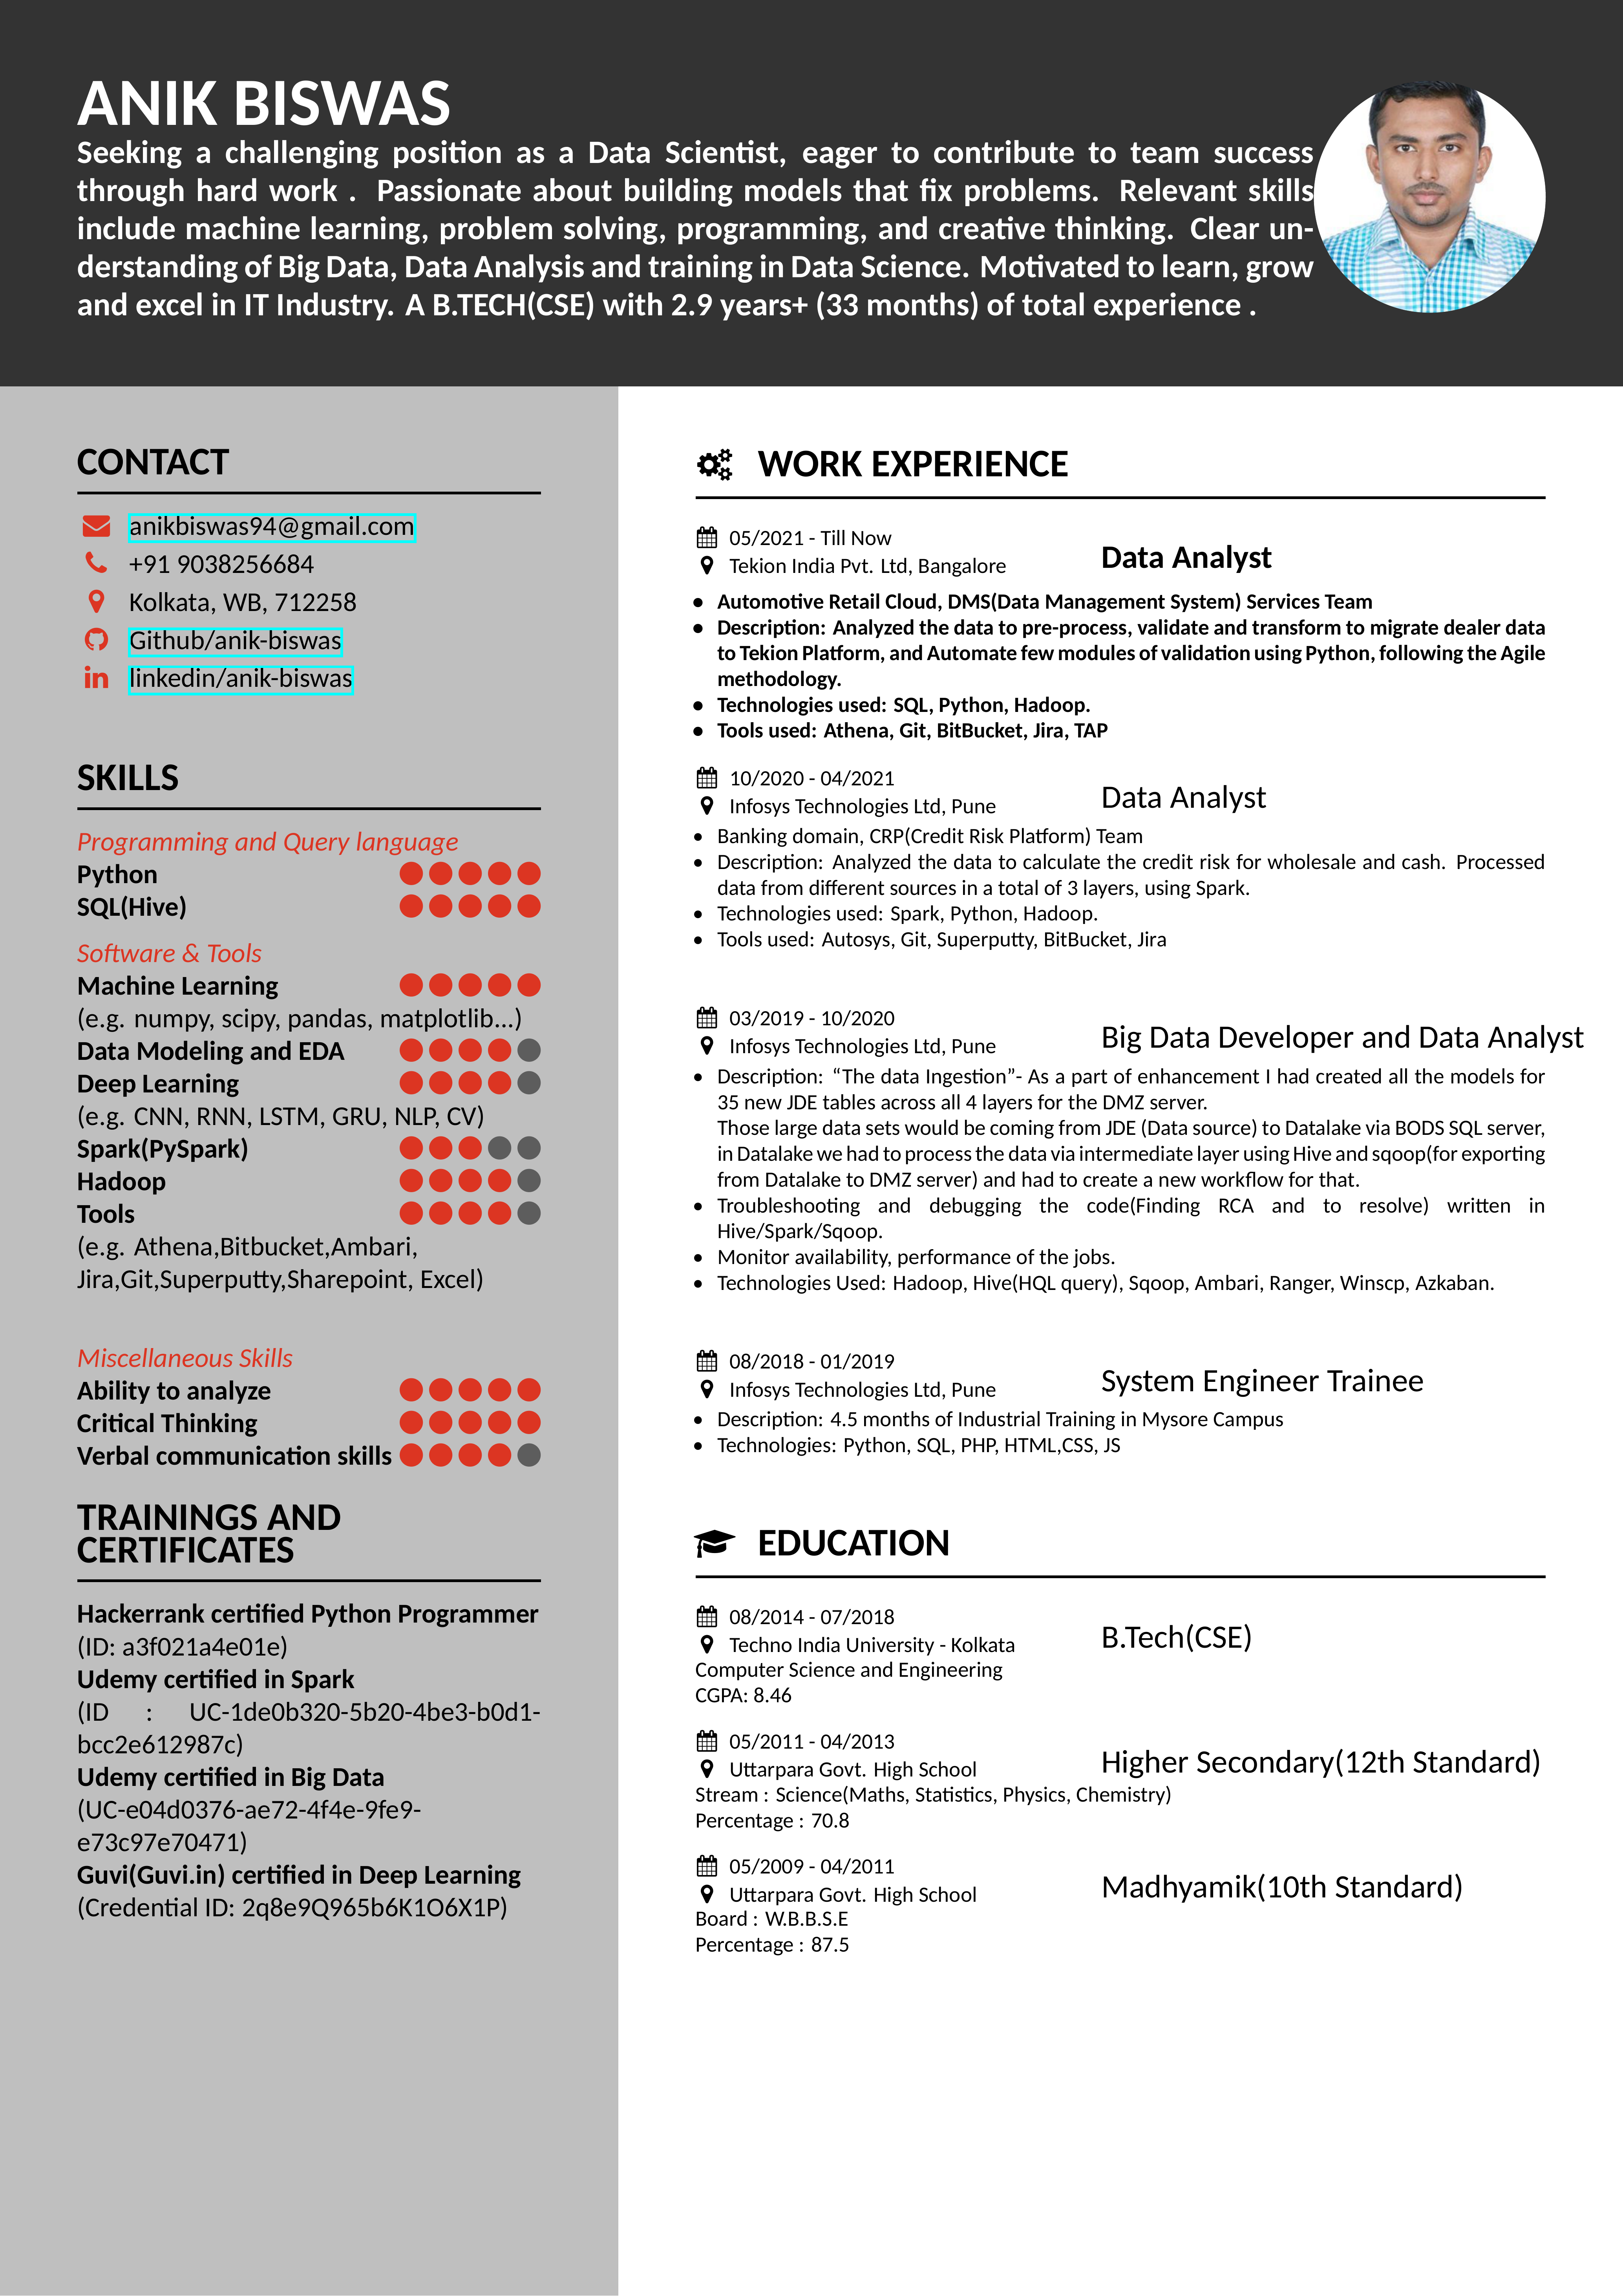 ANIK BISWAS
Seeking a challenging position as a Data Scientist, eager to contribute to team success
through hard work . Passionate about building models that fix problems. Relevant skills
include machine learning, problem solving, programming, and creative thinking. Clear un-
derstanding of Big Data, Data Analysis and training in Data Science. Motivated to learn, grow
and excel in IT Industry. A B.TECH(CSE) with 2.9 years+ (33 months) of total experience .
CONTACT
anikbiswas94@gmail.com
+91 9038256684
Kolkata, WB, 712258
Github/anik-biswas
linkedin/anik-biswas
SKILLS
Programming and Query language
Python
SQL(Hive)
Software & Tools
Machine Learning
(e.g. numpy, scipy, pandas, matplotlib...)
Data Modeling and EDA
Deep Learning
(e.g. CNN, RNN, LSTM, GRU, NLP, CV)
Spark(PySpark)
Hadoop
Tools
(e.g. Athena,Bitbucket,Ambari,
Jira,Git,Superputty,Sharepoint, Excel)
Miscellaneous Skills
Ability to analyze
Critical Thinking
Verbal communication skills
TRAININGS AND
CERTIFICATES
Hackerrank certified Python Programmer
(ID: a3f021a4e01e)
Udemy certified in Spark
(ID : UC-1de0b320-5b20-4be3-b0d1-
bcc2e612987c)
Udemy certified in Big Data
(UC-e04d0376-ae72-4f4e-9fe9-
e73c97e70471)
Guvi(Guvi.in) certified in Deep Learning
(Credential ID: 2q8e9Q965b6K1O6X1P)
WORK EXPERIENCE
05/2021 - Till Now
Tekion India Pvt. Ltd, Bangalore
Data Analyst
• Automotive Retail Cloud, DMS(Data Management System) Services Team
• Description: Analyzed the data to pre-process, validate and transform to migrate dealer data
to Tekion Platform, and Automate few modules of validation using Python, following the Agile
methodology.
• Technologies used: SQL, Python, Hadoop.
• Tools used: Athena, Git, BitBucket, Jira, TAP
10/2020 - 04/2021
Infosys Technologies Ltd, Pune
Data Analyst
• Banking domain, CRP(Credit Risk Platform) Team
• Description: Analyzed the data to calculate the credit risk for wholesale and cash. Processed
data from different sources in a total of 3 layers, using Spark.
• Technologies used: Spark, Python, Hadoop.
• Tools used: Autosys, Git, Superputty, BitBucket, Jira
03/2019 - 10/2020
Infosys Technologies Ltd, Pune
Big Data Developer and Data Analyst
• Description: “The data Ingestion”- As a part of enhancement I had created all the models for
35 new JDE tables across all 4 layers for the DMZ server.
Those large data sets would be coming from JDE (Data source) to Datalake via BODS SQL server,
in Datalake we had to process the data via intermediate layer using Hive and sqoop(for exporting
from Datalake to DMZ server) and had to create a new workflow for that.
• Troubleshooting and debugging the code(Finding RCA and to resolve) written in
Hive/Spark/Sqoop.
• Monitor availability, performance of the jobs.
• Technologies Used: Hadoop, Hive(HQL query), Sqoop, Ambari, Ranger, Winscp, Azkaban.
08/2018 - 01/2019
Infosys Technologies Ltd, Pune
System Engineer Trainee
• Description: 4.5 months of Industrial Training in Mysore Campus
• Technologies: Python, SQL, PHP, HTML,CSS, JS
EDUCATION
08/2014 - 07/2018
Techno India University - Kolkata
B.Tech(CSE)
Computer Science and Engineering
CGPA: 8.46
05/2011 - 04/2013
Uttarpara Govt. High School
Higher Secondary(12th Standard)
Stream : Science(Maths, Statistics, Physics, Chemistry)
Percentage : 70.8
05/2009 - 04/2011
Uttarpara Govt. High School
Madhyamik(10th Standard)
Board : W.B.B.S.E
Percentage : 87.5